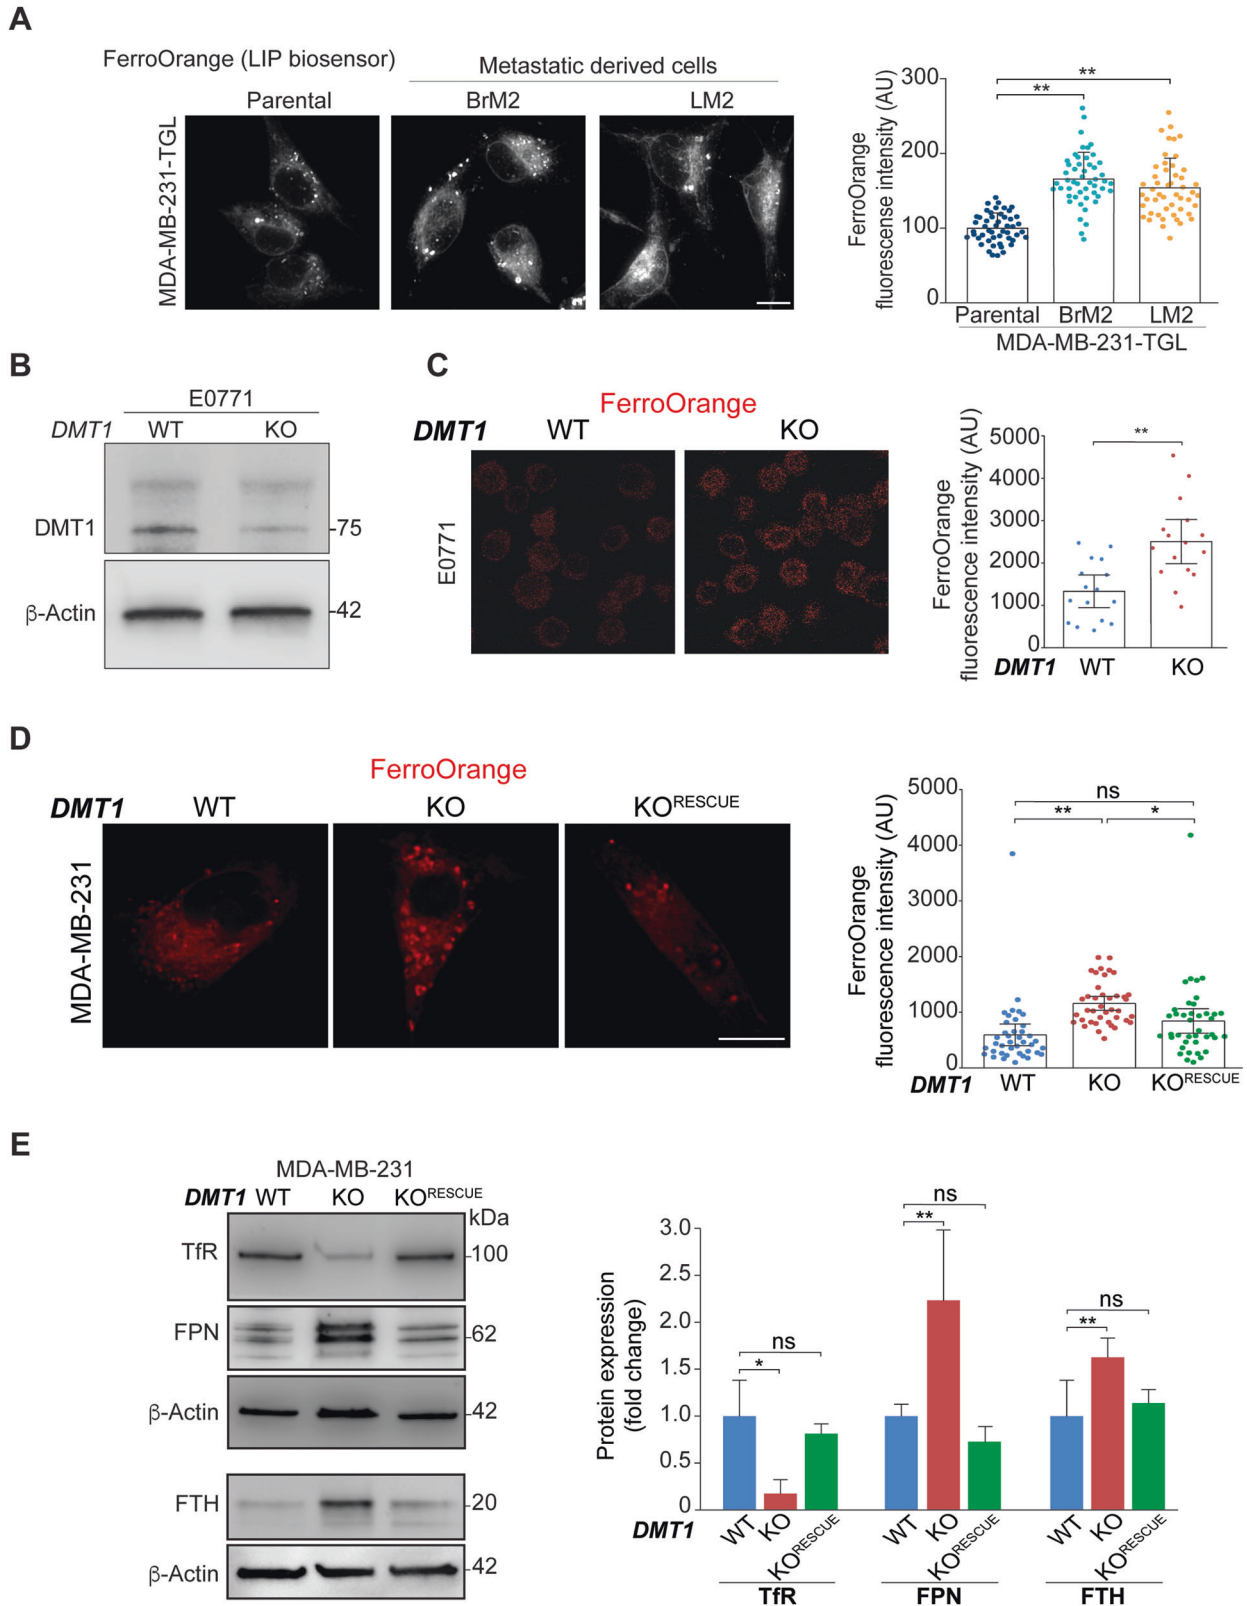 A
FerroOrange (LIP biosensor)
Metastatic derived cells
Parental
BrM2
LM2
MDA-MB-231-TGL
FerroOrange
fluorescense intensity (AU)
300
200
100
0
**
**
Parental
BrM2
LM2
MDA-MB-231-TGL
B
E0771
DMT1
WT
KO
DMT1
-75
β-Actin
-42
C
FerroOrange
DMT1
WT
KO
E0771
FerroOrange
fluorescence intensity (AU)
5000
4000
3000
2000
1000
0
**
DMT1
WT
KO
D
FerroOrange
DMT1
WT
KO
KORESCUE
MDA-MB-231
FerroOrange
fluorescence intensity (AU)
5000
4000
3000
2000
1000
0
ns
**
*
DMT1
WT
KO
KORESCUE
E
MDA-MB-231
DMT1
WT
KO
KORESCUE
kDa
TfR
-100
FPN
-62
β-Actin
-42
FTH
-20
β-Actin
-42
Protein expression
(fold change)
3.0
2.5
2.0
1.5
1.0
0.5
0
ns
*
ns
**
ns
**
DMT1
WT
KO
KORESCUE
WT
KO
KORESCUE
WT
KO
KORESCUE
TfR
FPN
FTH